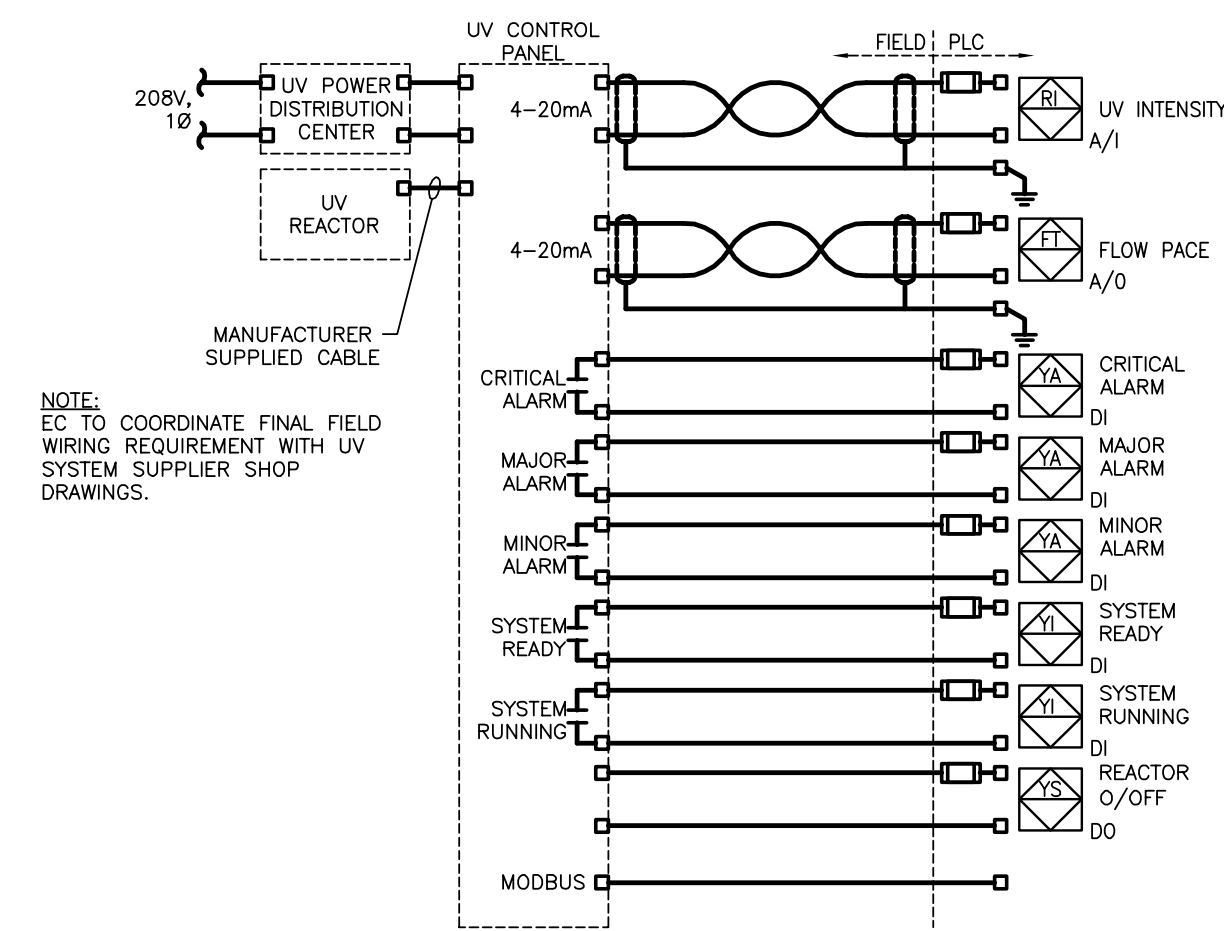 UV CONTROL
PANEL
FIELD
PLC
208V,
1Ø
UV POWER
DISTRIBUTION
CENTER
4-20mA
RI
UV INTENSITY
A/I
UV
REACTOR
4-20mA
FT
FLOW PACE
A/O
MANUFACTURER
SUPPLIED CABLE
NOTE:
EC TO COORDINATE FINAL FIELD
WIRING REQUIREMENT WITH UV
SYSTEM SUPPLIER SHOP
DRAWINGS.
CRITICAL
ALARM
YA
CRITICAL
ALARM
DI
MAJOR
ALARM
YA
MAJOR
ALARM
DI
MINOR
ALARM
YA
MINOR
ALARM
DI
SYSTEM
READY
YI
SYSTEM
READY
DI
SYSTEM
RUNNING
YI
SYSTEM
RUNNING
DI
YS
REACTOR
O/OFF
DO
MODBUS